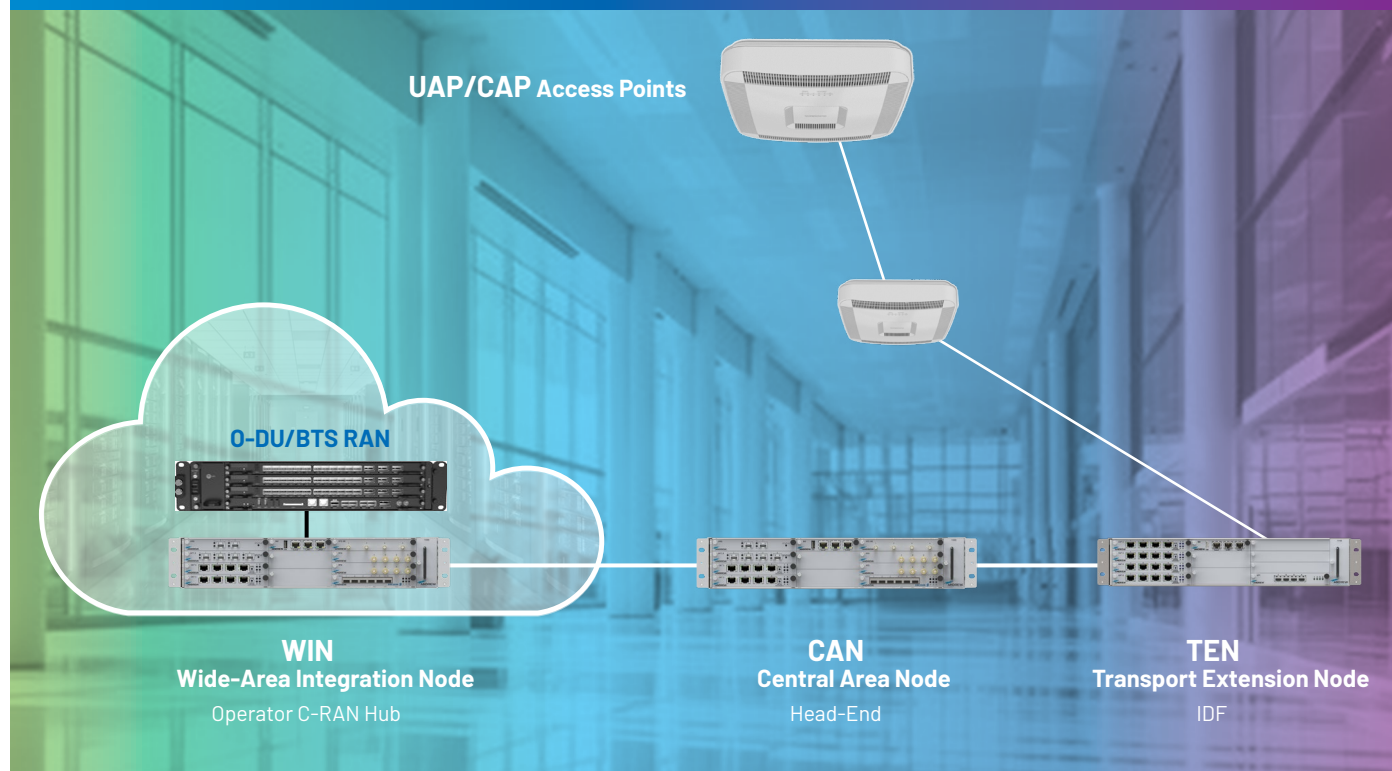 UAP/CAP Access Points
O-DU/BTS RAN
WIN
Wide-Area Integration Node
Operator C-RAN Hub
CAN
Central Area Node
Head-End
TEN
Transport Extension Node
IDF